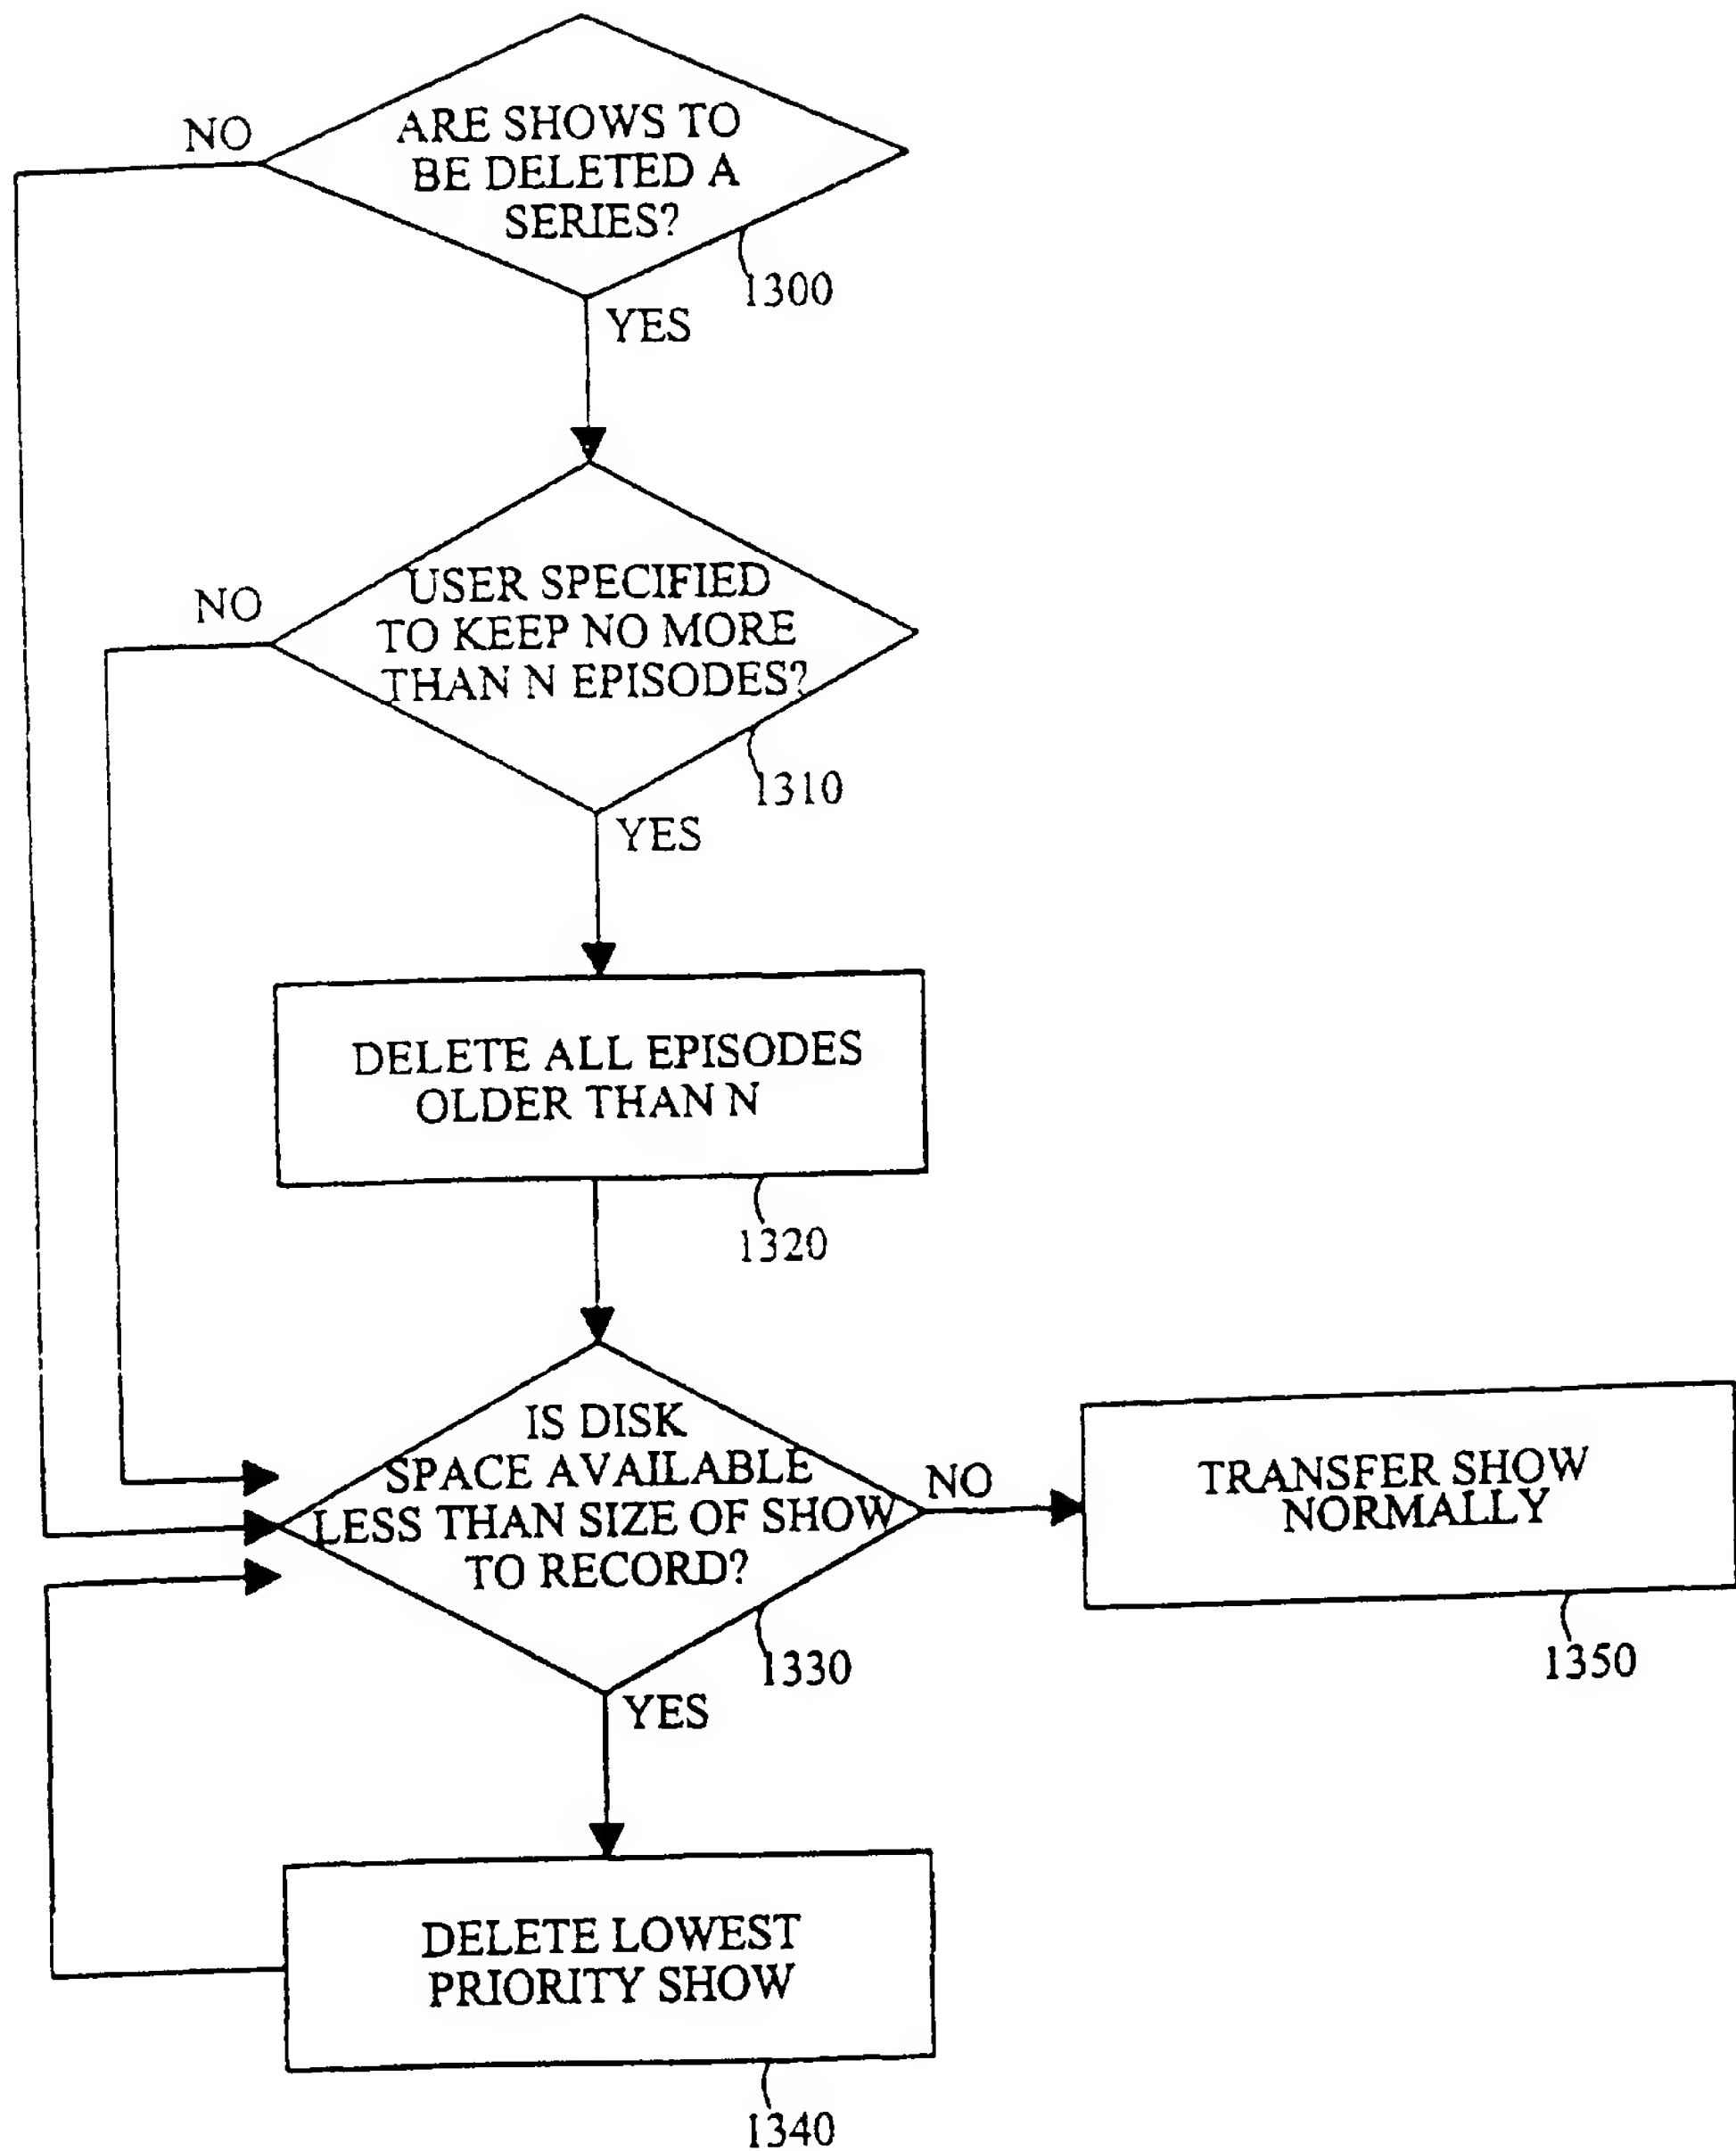 NO
ARE SHOWS TO
BE DELETED A
SERIES?
1300
YES
NO
USER SPECIFIED
TO KEEP NO MORE
THAN N EPISODES?
1310
YES
DELETE ALL EPISODES
OLDER THAN N
1320
IS DISK
SPACE AVAILABLE
LESS THAN SIZE OF SHOW
TO RECORD?
NO
TRANSFER SHOW
NORMALLY
1330
1350
YES
DELETE LOWEST
PRIORITY SHOW
1340